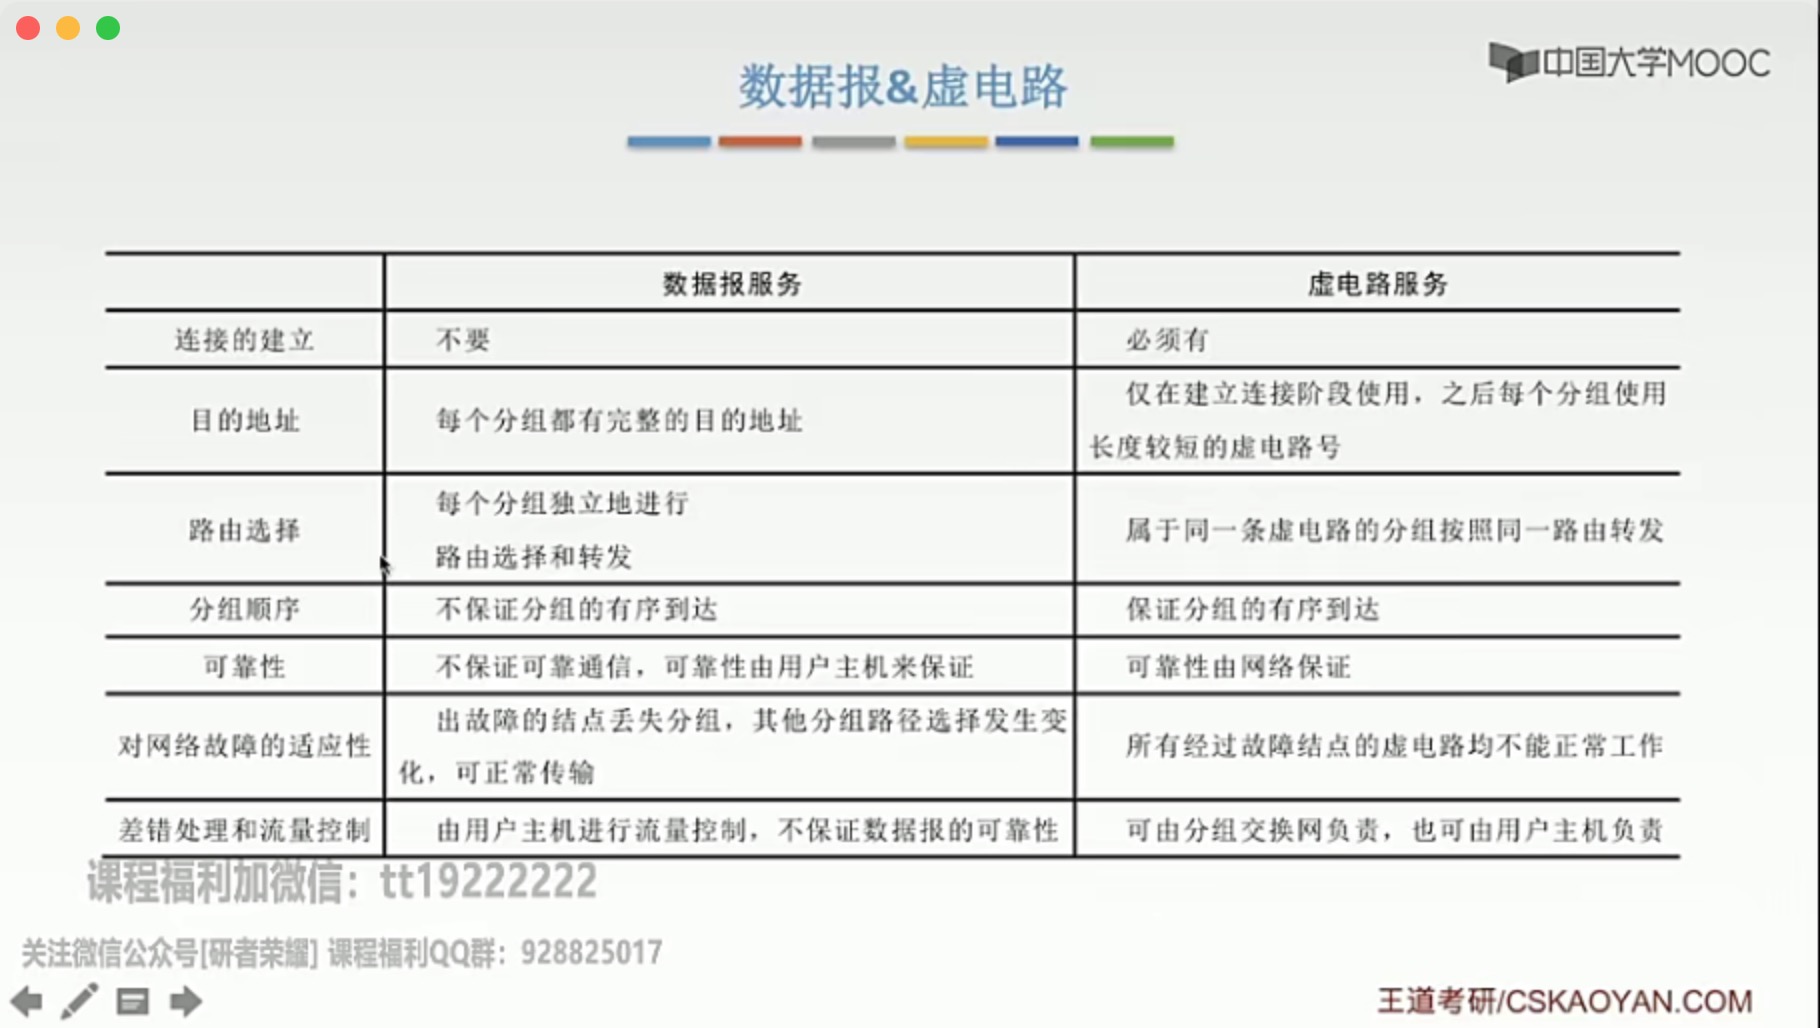 中国大学MOOC
数据报&虚电路
数据报服务
虚电路服务
连接的建立
不要
必须有
目的地址
每个分组都有完整的目的地址
仅在建立连接阶段使用，之后每个分组使用
长度较短的虚电路号
路由选择
每个分组独立地进行
路由选择和转发
属于同一条虚电路的分组按照同一路由转发
分组顺序
不保证分组的有序到达
保证分组的有序到达
可靠性
不保证可靠通信，可靠性由用户主机来保证
可靠性由网络保证
对网络故障的适应性
出故障的结点丢失分组，其他分组路径选择发生变
化，可正常传输
所有经过故障结点的虚电路均不能正常工作
差错处理和流量控制
由用户主机进行流量控制，不保证数据报的可靠性
可由分组交换网负责，也可由用户主机负责
课程福利加微信：tt19222222
关注微信公众号[研者荣耀] 课程福利QQ群：928825017
王道考研/CSKAOYAN.COM